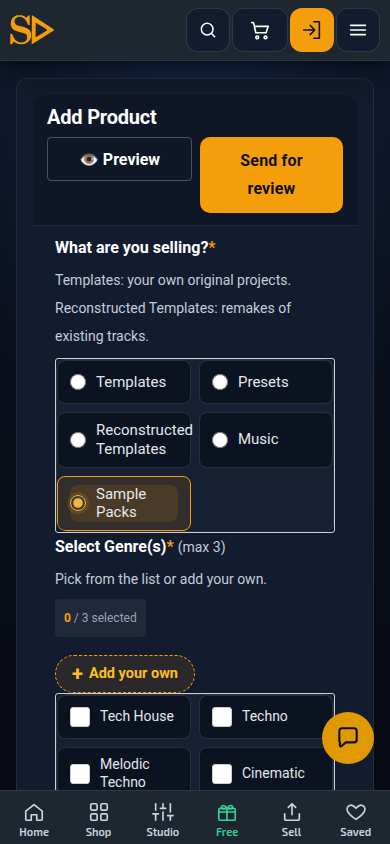 S
Add Product
Preview
Send for
review
What are you selling?*
Templates: your own original projects.
Reconstructed Templates: remakes of
existing tracks.
Templates
Presets
Reconstructed
Templates
Music
Sample
Packs
Select Genre(s)* (max 3)
Pick from the list or add your own.
0 / 3 selected
+ Add your own
Tech House
Techno
Melodic
Techno
Cinematic
Home
Shop
Studio
Free
Sell
Saved